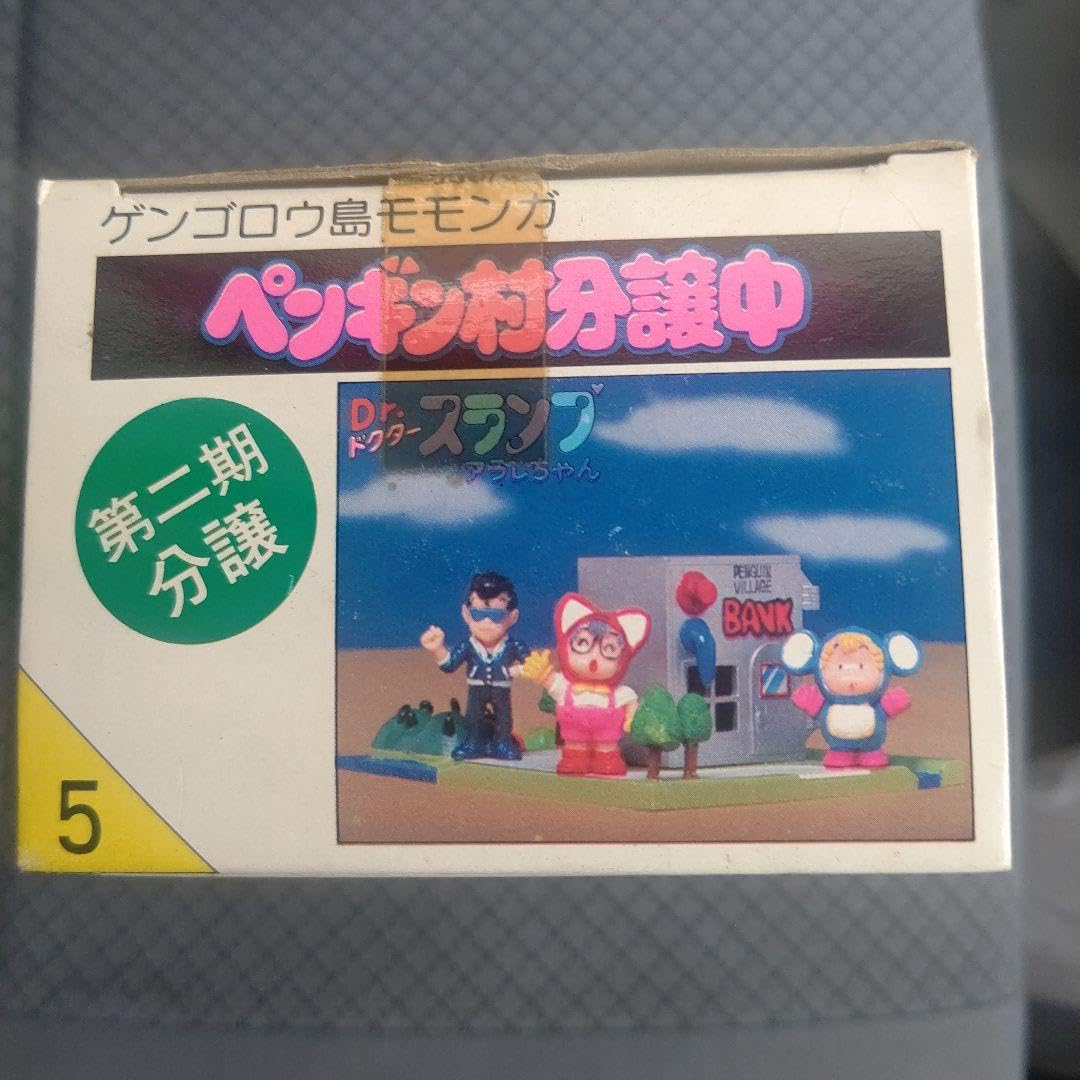 ゲンゴロウ島モモンガ
ペンギン村分譲中
第二期
分譲
Dr.
ドクター
スランプ
アラレちゃん
PENGUIN
VILLAGE
BANK
5